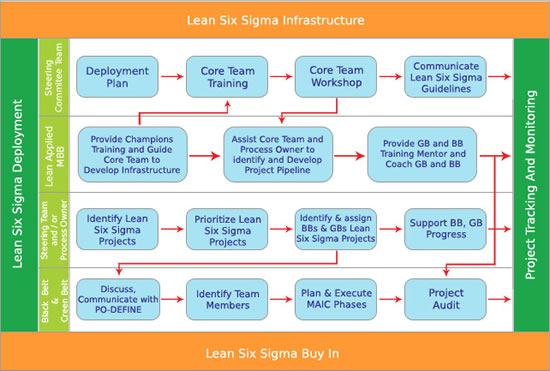 Lean Six Sigma Infrastructure
Lean Six Sigma Deployment
Steering
Commitee Team
Deployment
Plan
Core Team
Training
Core Team
Workshop
Communicate
Lean Six Sigma
Guidelines
Lean Applied
MBB
Provide Champions
Training and Guide
Core Team to
Develop Infrastructure
Assist Core Team and
Process Owner to
identify and Develop
Project Pipeline
Provide GB and BB
Training Mentor and
Coach GB and BB
Steering Team
and / or
Process Owner
Identify Lean
Six Sigma
Projects
Prioritize Lean
Six Sigma
Projects
Identify & assign
BBs & GBs Lean
Six Sigma Projects
Support BB, GB
Progress
Black Belt
&
Creen Belt
Discuss,
Communicate with
PO-DEFINE
Identify Team
Members
Plan & Execute
MAIC Phases
Project
Audit
Project Tracking And Monitoring
Lean Six Sigma Buy In